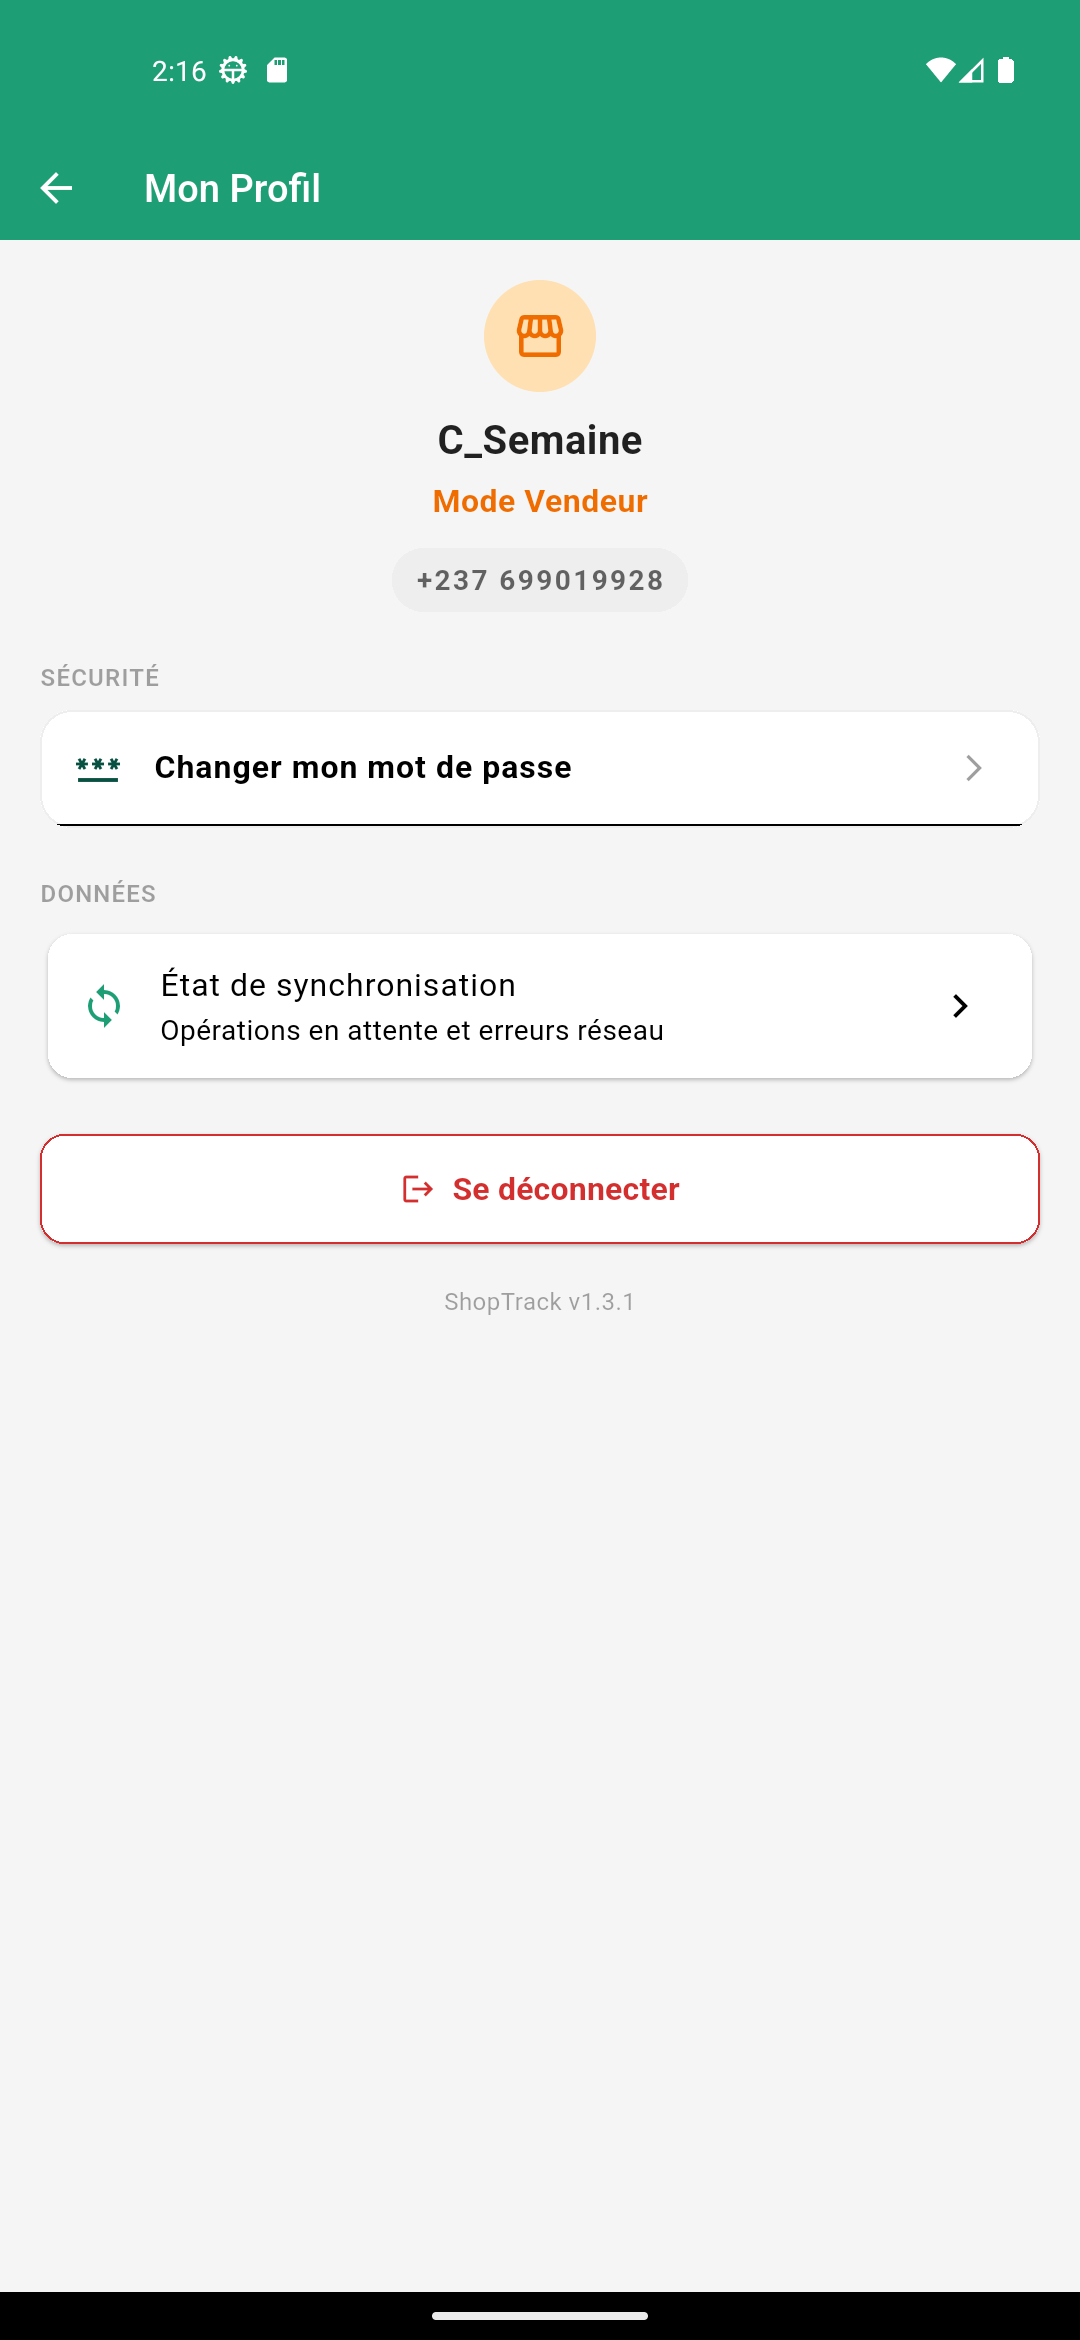 2:16
Mon Profil
C_Semaine
Mode Vendeur
+237 699019928
SÉCURITÉ
Changer mon mot de passe
DONNÉES
État de synchronisation
Opérations en attente et erreurs réseau
Se déconnecter
ShopTrack v1.3.1